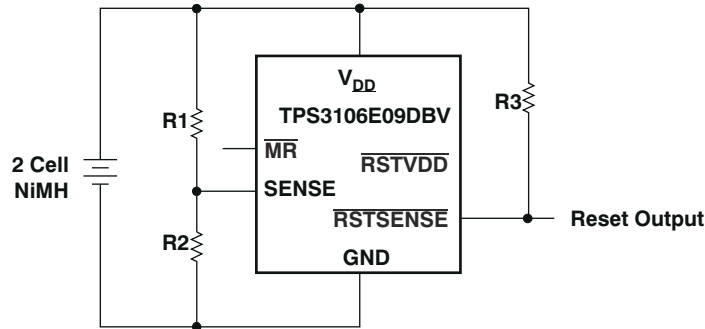 V_DD
TPS3106E09DBV
R3
R1
MR
RSTVDD
2 Cell
NiMH
SENSE
RSTSENSE
Reset Output
R2
GND